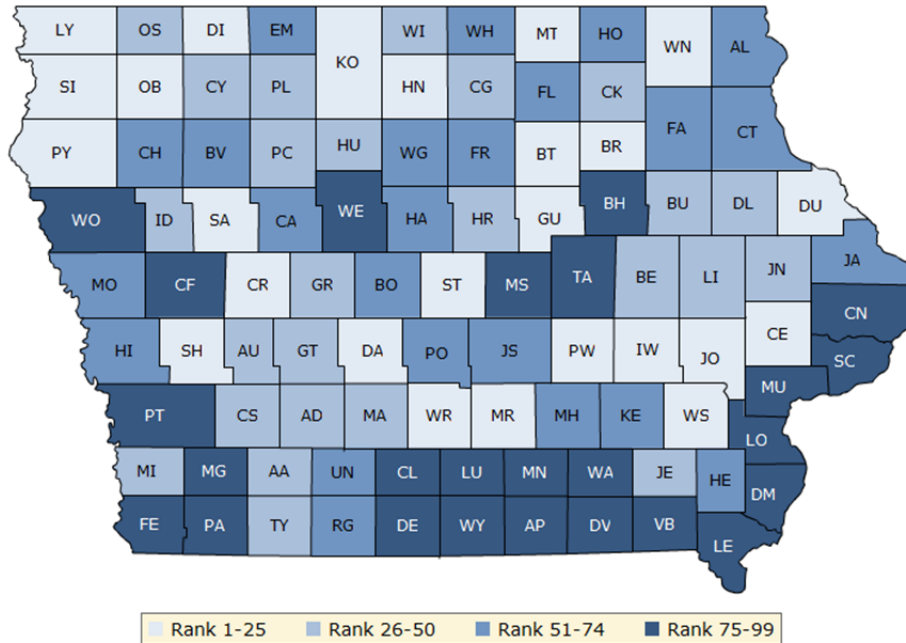 LY OS DI EM WI WH MT HO WN AL
KO
SI OB CY PL HN CG FL CK
FA CT
PY CH BV PC HU WG FR BT BR
WO ID SA CA WE HA HR GU BH BU DL DU
MO CF CR GR BO ST MS TA BE LI JN JA
CN
HI SH AU GT DA PO JS PW IW JO CE SC
MU
PT CS AD MA WR MR MH KE WS LO
MI MG AA UN CL LU MN WA JE HE DM
FE PA TY RG DE WY AP DV VB LE
Rank 1-25 Rank 26-50 Rank 51-74 Rank 75-99